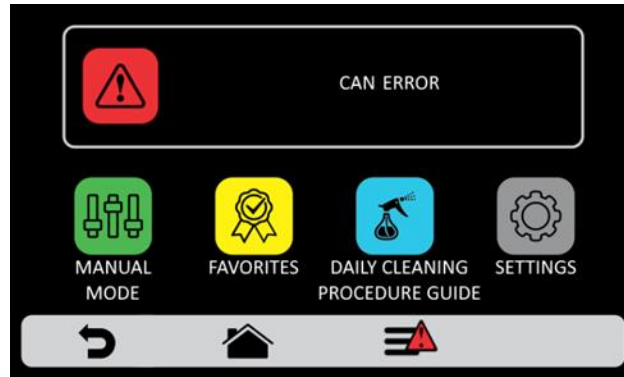 CAN ERROR
MANUAL
MODE
FAVORITES
DAILY CLEANING
PROCEDURE GUIDE
SETTINGS